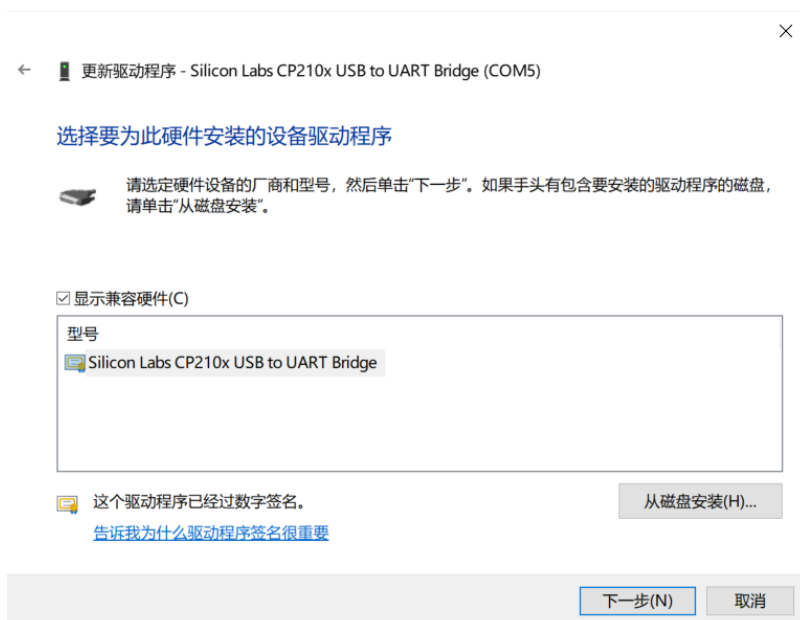 更新驱动程序 - Silicon Labs CP210x USB to UART Bridge (COM5)
选择要为此硬件安装的设备驱动程序
请选定硬件设备的厂商和型号，然后单击“下一步”。如果手头有包含要安装的驱动程序的磁盘，
请单击“从磁盘安装”。
显示兼容硬件(C)
型号
Silicon Labs CP210x USB to UART Bridge
这个驱动程序已经过数字签名。
从磁盘安装(H)...
告诉我为什么驱动程序签名很重要
下一步(N)
取消